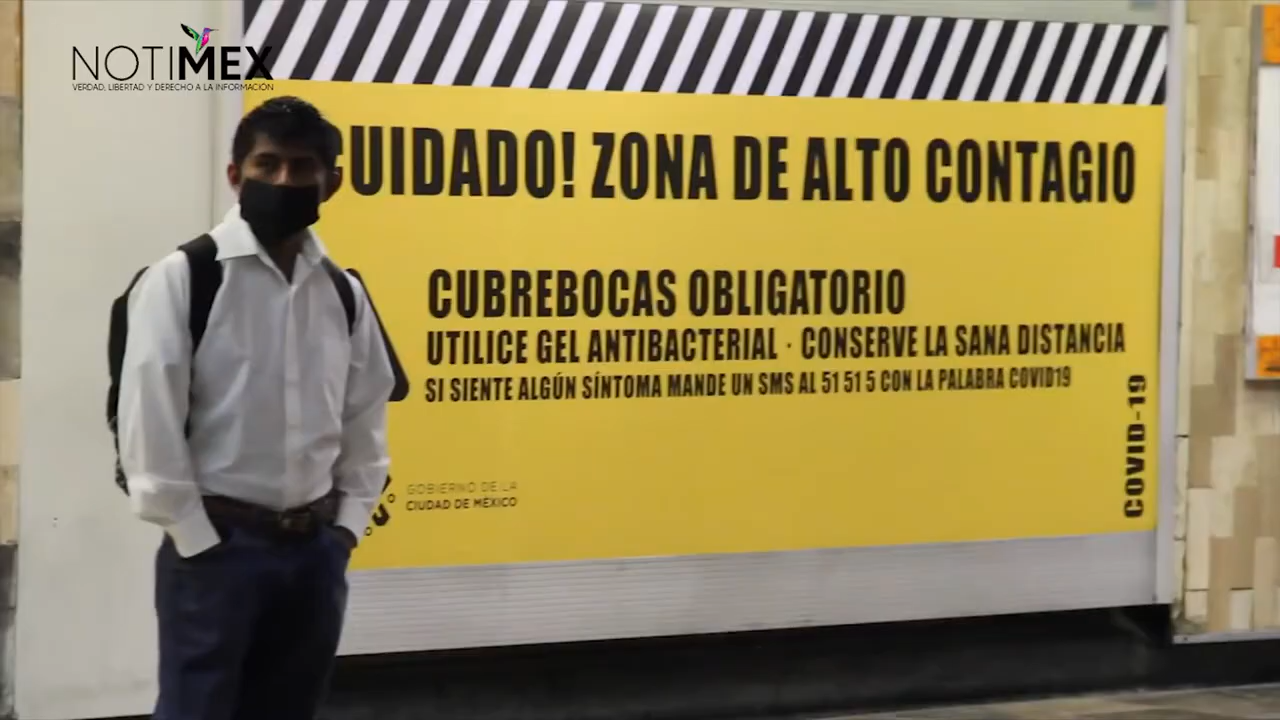 NOTIMEX
VERDAD, LIBERTAD Y DERECHO A LA INFORMACIÓN
CUIDADO! ZONA DE ALTO CONTAGIO
CUBREBOCAS OBLIGATORIO
UTILICE GEL ANTIBACTERIAL · CONSERVE LA SANA DISTANCIA
SI SIENTE ALGÚN SÍNTOMA MANDE UN SMS AL 51 51 5 CON LA PALABRA COVID19
COVID-19
GOBIERNO DE LA
CIUDAD DE MÉXICO